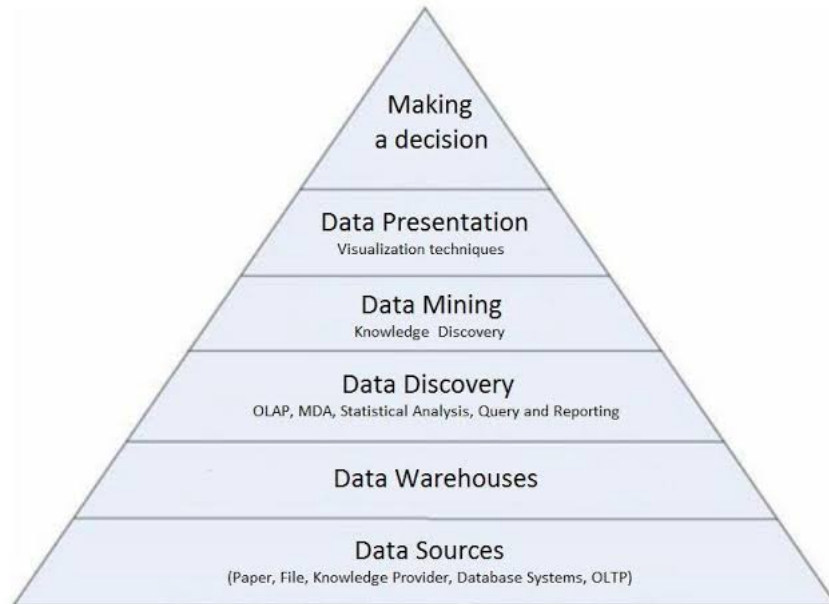 Making
a decision
Data Presentation
Visualization techniques
Data Mining
Knowledge Discovery
Data Discovery
OLAP, MDA, Statistical Analysis, Query and Reporting
Data Warehouses
Data Sources
(Paper, File, Knowledge Provider, Database Systems, OLTP)